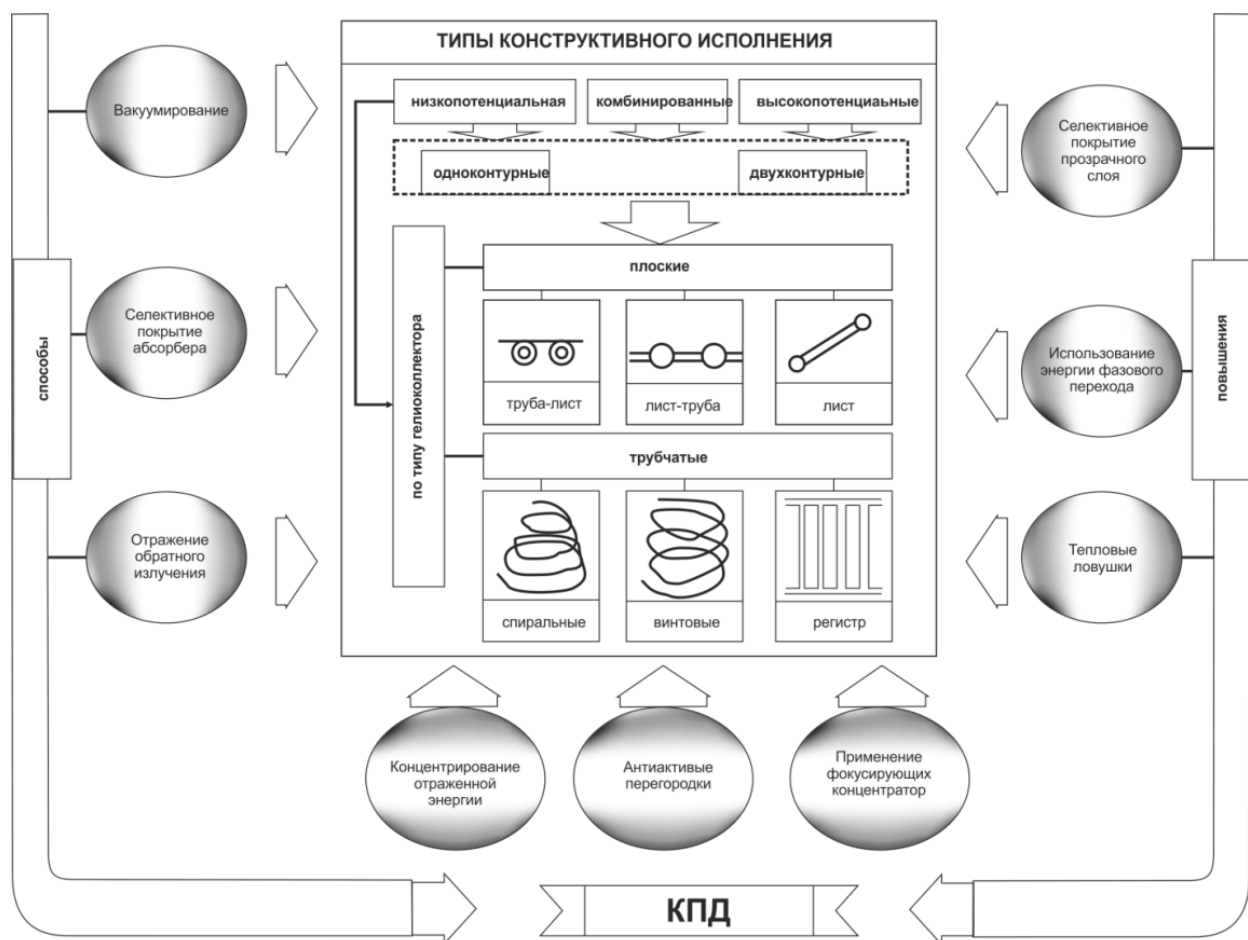 ТИПЫ КОНСТРУКТИВНОГО ИСПОЛНЕНИЯ
низкопотенциальная
комбинированные
высокопотенциаьные
одноконтурные
двухконтурные
по типу гелиоколлектора
плоские
труба-лист
лист-труба
лист
трубчатые
спиральные
винтовые
регистр
способы
Вакуумирование
Селективное
покрытие
абсорбера
Отражение
обратного
излучения
повышения
Селективное
покрытие
прозрачного
слоя
Использование
энергии фазового
перехода
Тепловые
ловушки
Концентрирование
отраженной
энергии
Антиактивые
перегородки
Применение
фокусирующих
концентратор
КПД